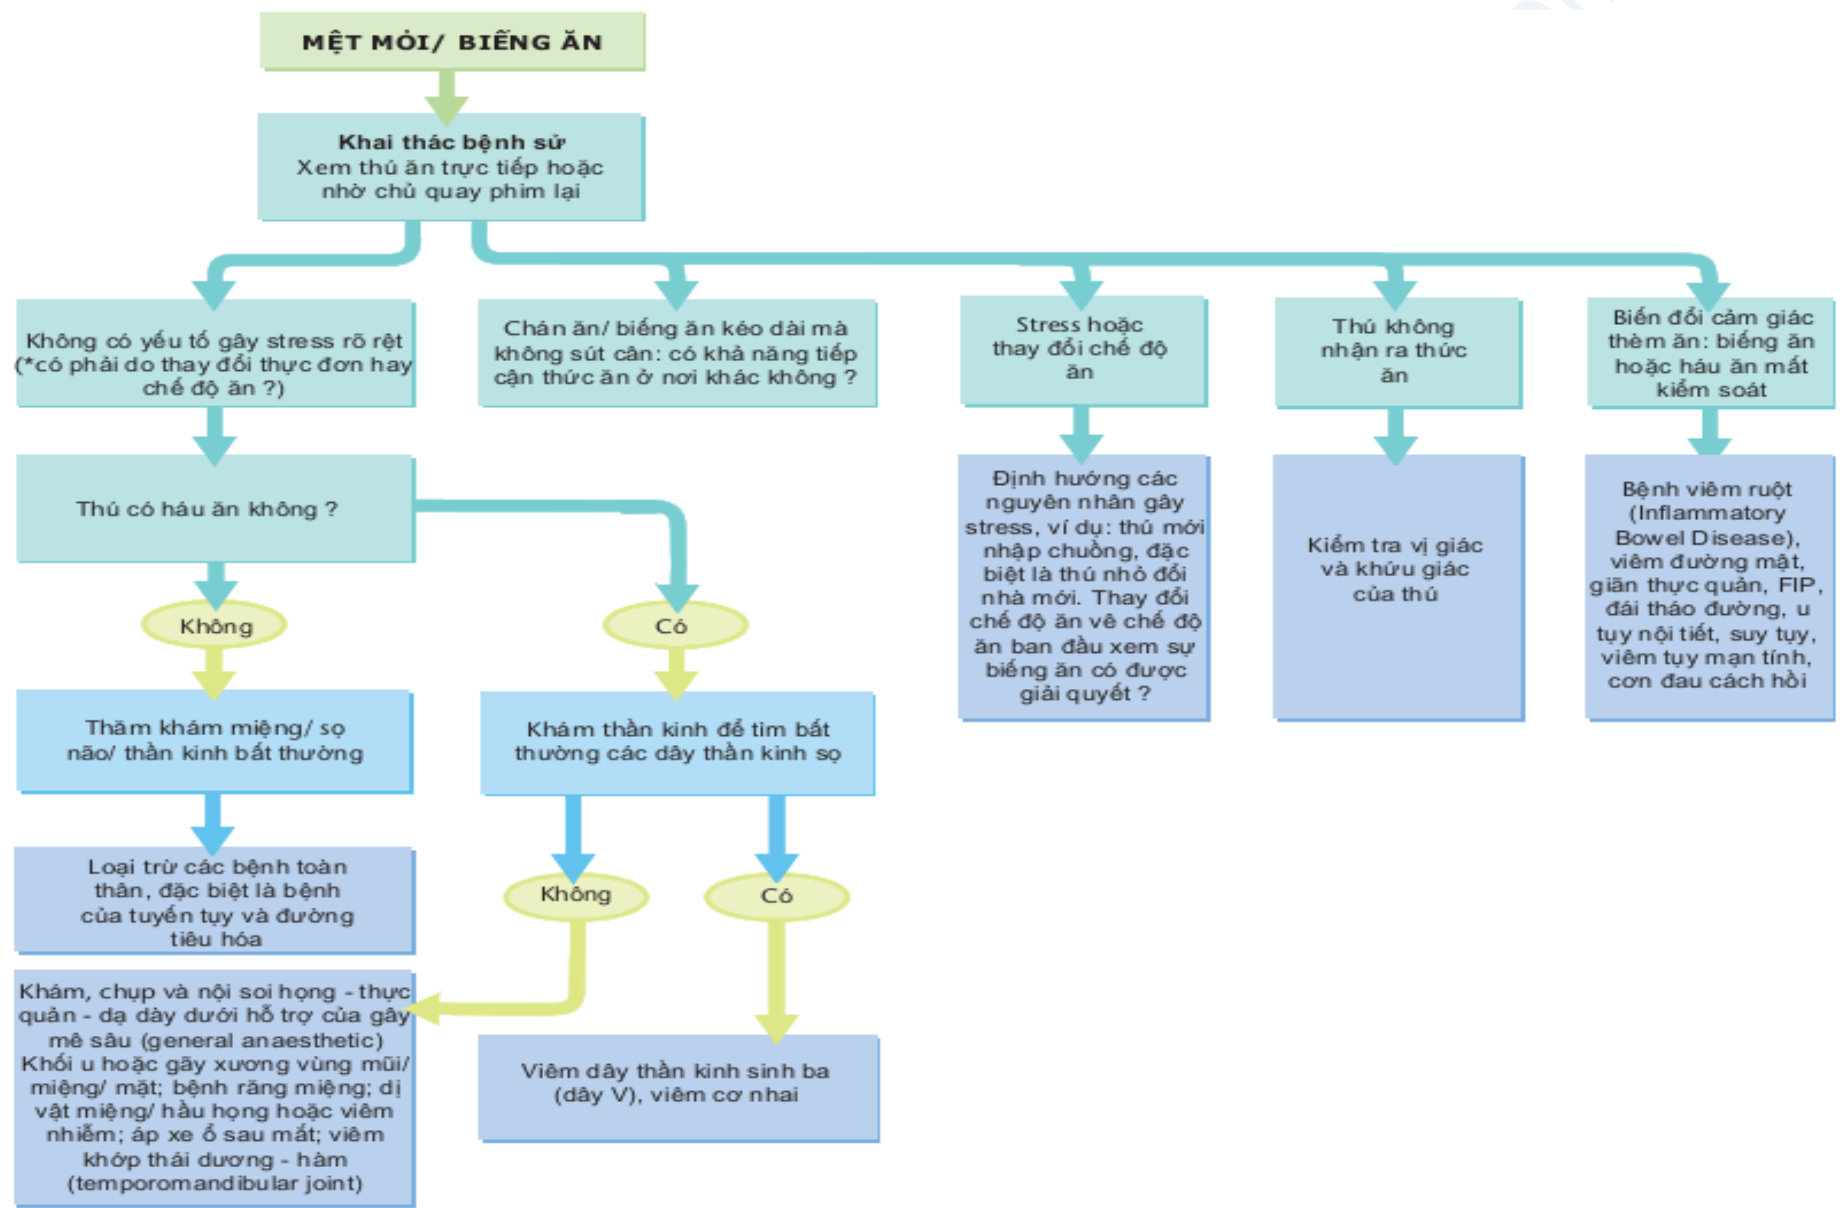 MỆT MỎI/ BIẾNG ĂN
Khai thác bệnh sử
Xem thú ăn trực tiếp hoặc
nhờ chủ quay phim lại
Không có yếu tố gây stress rõ rệt
(*có phải do thay đổi thực đơn hay
chế độ ăn ?)
Chán ăn/ biếng ăn kéo dài mà
không sút cân: có khả năng tiếp
cận thức ăn ở nơi khác không ?
Stress hoặc
thay đổi chế độ
ăn
Thú không
nhận ra thức
ăn
Biến đổi cảm giác
thèm ăn: biếng ăn
hoặc háu ăn mất
kiểm soát
Thú có háu ăn không ?
Định hướng các
nguyên nhân gây
stress, ví dụ: thú mới
nhập chuồng, đặc
biệt là thú nhỏ đổi
nhà mới. Thay đổi
chế độ ăn về chế độ
ăn ban đầu xem sự
biếng ăn có được
giải quyết ?
Kiểm tra vị giác
và khứu giác
của thú
Bệnh viêm ruột
(Inflammatory
Bowel Disease),
viêm đường mật,
giãn thực quản, FIP,
đái tháo đường, u
tụy nội tiết, suy tụy,
viêm tụy mạn tính,
cơn đau cách hồi
Không
Có
Thăm khám miệng/ sọ
não/ thần kinh bất thường
Khám thần kinh để tìm bất
thường các dây thần kinh sọ
Loại trừ các bệnh toàn
thân, đặc biệt là bệnh
của tuyến tụy và đường
tiêu hóa
Không
Có
Khám, chụp và nội soi họng - thực
quản - dạ dày dưới hỗ trợ của gây
mê sâu (general anaesthetic)
Khối u hoặc gãy xương vùng mũi/
miệng/ mặt; bệnh răng miệng; dị
vật miệng/ hầu họng hoặc viêm
nhiễm; áp xe ổ sau mắt; viêm
khớp thái dương - hàm
(temporomandibular joint)
Viêm dây thần kinh sinh ba
(dây V), viêm cơ nhai